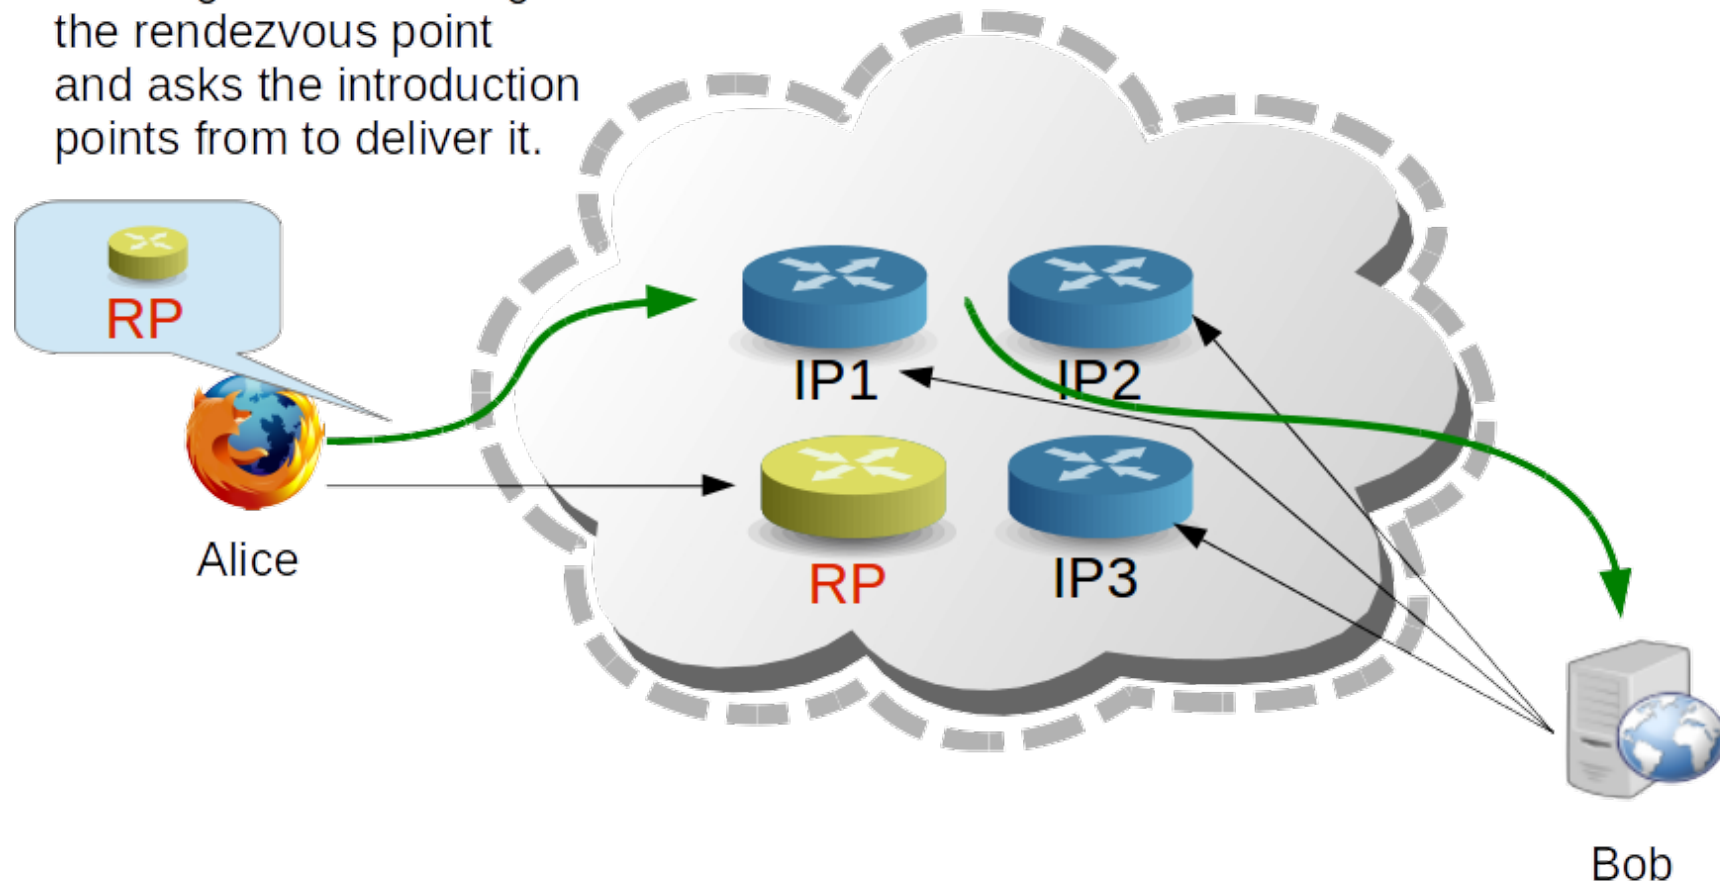 the rendezvous point
and asks the introduction
points from to deliver it.
RP
IP1
IP2
Alice
RP
IP3
Bob